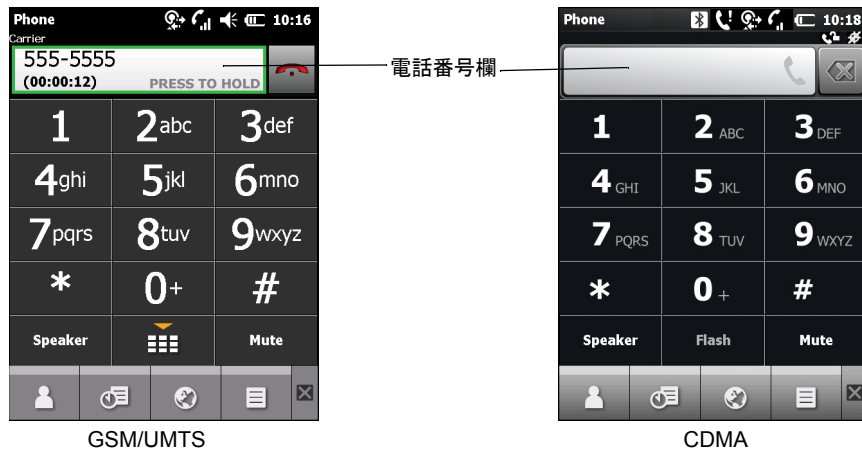 Phone 10:16
Carrier
555-5555
(00:00:12) PRESS TO HOLD
1 2abc 3def
4ghi 5jkl 6mno
7pqrs 8tuv 9wxyz
* 0+ #
Speaker Mute
GSM/UMTS
電話番号欄
Phone 10:18
1 2 ABC 3 DEF
4 GHI 5 JKL 6 MNO
7 PQRS 8 TUV 9 WXYZ
* 0 + #
Speaker Flash Mute
CDMA